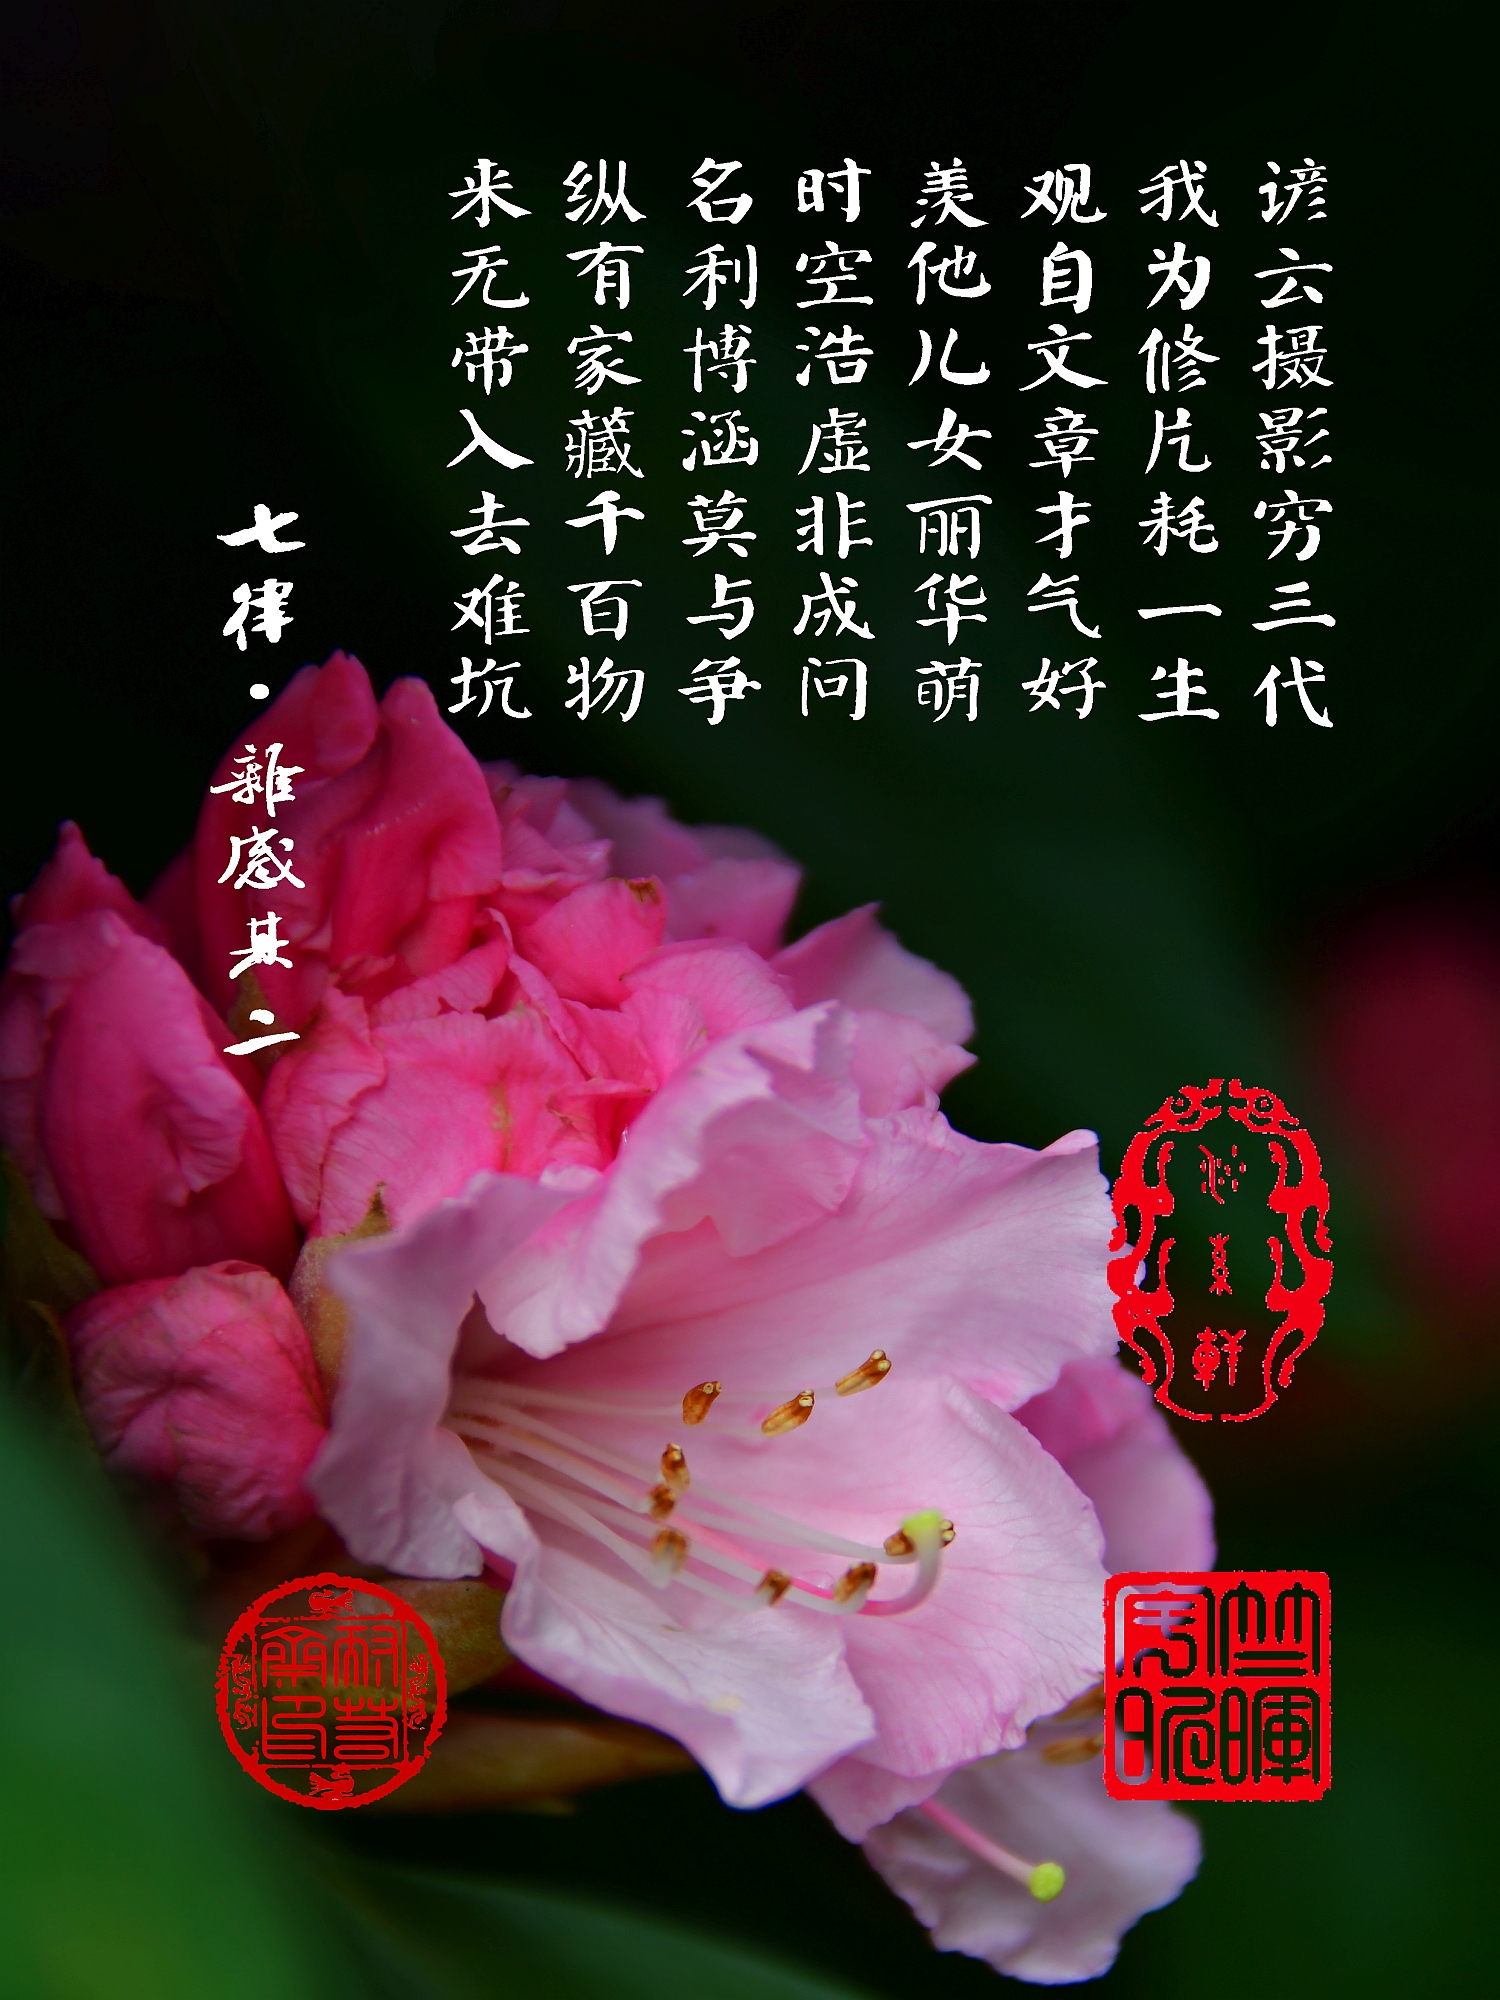 谚云摄影穷三代
我为修片耗一生
观自文章才气好
羡他儿女丽华萌
时空浩虚非成问
名利博涵莫与争
纵有家藏千百物
来无带入去难坑
七律·雜感其二